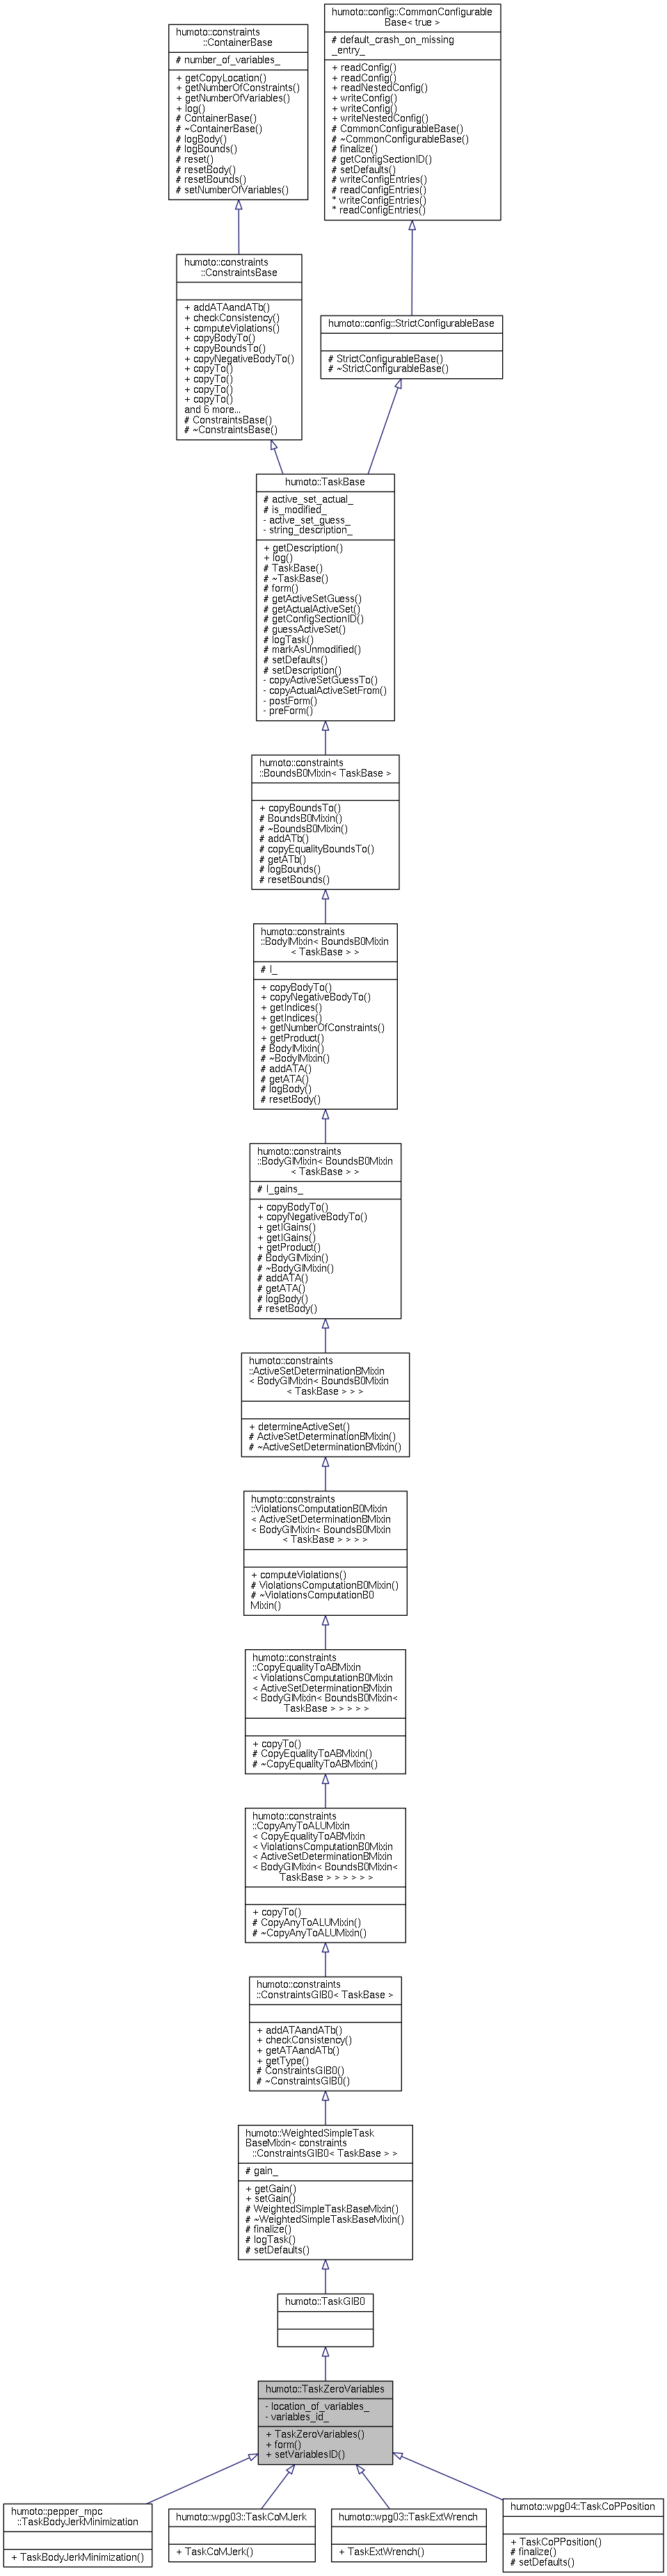 humoto::constraints
::ContainerBase
# number_of_variables_
+ getCopyLocation()
+ getNumberOfConstraints()
+ getNumberOfVariables()
+ log()
# ContainerBase()
# ~ContainerBase()
# logBody()
# logBounds()
# reset()
# resetBody()
# resetBounds()
# setNumberOfVariables()
humoto::config::CommonConfigurable
Base< true >
# default_crash_on_missing
_entry_
+ readConfig()
+ readConfig()
+ readNestedConfig()
+ writeConfig()
+ writeConfig()
+ writeNestedConfig()
# CommonConfigurableBase()
# ~CommonConfigurableBase()
# finalize()
# getConfigSectionID()
# setDefaults()
# writeConfigEntries()
# readConfigEntries()
* writeConfigEntries()
* readConfigEntries()
humoto::constraints
::ConstraintsBase
+ addATAandATb()
+ checkConsistency()
+ computeViolations()
+ copyBodyTo()
+ copyBoundsTo()
+ copyNegativeBodyTo()
+ copyTo()
+ copyTo()
+ copyTo()
+ copyTo()
and 6 more...
# ConstraintsBase()
# ~ConstraintsBase()
humoto::config::StrictConfigurableBase
# StrictConfigurableBase()
# ~StrictConfigurableBase()
humoto::TaskBase
# active_set_actual_
# is_modified_
- active_set_guess_
- string_description_
+ getDescription()
+ log()
# TaskBase()
# ~TaskBase()
# form()
# getActiveSetGuess()
# getActualActiveSet()
# getConfigSectionID()
# guessActiveSet()
# logTask()
# markAsUnmodified()
# setDefaults()
# setDescription()
- copyActiveSetGuessTo()
- copyActualActiveSetFrom()
- postForm()
- preForm()
humoto::constraints
::BoundsB0Mixin< TaskBase >
+ copyBoundsTo()
# BoundsB0Mixin()
# ~BoundsB0Mixin()
# addATb()
# copyEqualityBoundsTo()
# getATb()
# logBounds()
# resetBounds()
humoto::constraints
::BodyIMixin< BoundsB0Mixin
< TaskBase > >
# I_
+ copyBodyTo()
+ copyNegativeBodyTo()
+ getIndices()
+ getIndices()
+ getNumberOfConstraints()
+ getProduct()
# BodyIMixin()
# ~BodyIMixin()
# addATA()
# getATA()
# logBody()
# resetBody()
humoto::constraints
::BodyGIMixin< BoundsB0Mixin
< TaskBase > >
# I_gains_
+ copyBodyTo()
+ copyNegativeBodyTo()
+ getIGains()
+ getIGains()
+ getProduct()
# BodyGIMixin()
# ~BodyGIMixin()
# addATA()
# getATA()
# logBody()
# resetBody()
humoto::constraints
::ActiveSetDeterminationBMixin
< BodyGIMixin< BoundsB0Mixin
< TaskBase > > >
+ determineActiveSet()
# ActiveSetDeterminationBMixin()
# ~ActiveSetDeterminationBMixin()
humoto::constraints
::ViolationsComputationB0Mixin
< ActiveSetDeterminationBMixin
< BodyGIMixin< BoundsB0Mixin
< TaskBase > > > >
+ computeViolations()
# ViolationsComputationB0Mixin()
# ~ViolationsComputationB0
Mixin()
humoto::constraints
::CopyEqualityToABMixin
< ViolationsComputationB0Mixin
< ActiveSetDeterminationBMixin
< BodyGIMixin< BoundsB0Mixin<
TaskBase > > > > >
+ copyTo()
# CopyEqualityToABMixin()
# ~CopyEqualityToABMixin()
humoto::constraints
::CopyAnyToALUMixin
< CopyEqualityToABMixin
< ViolationsComputationB0Mixin
< ActiveSetDeterminationBMixin
< BodyGIMixin< BoundsB0Mixin<
TaskBase > > > > > >
+ copyTo()
# CopyAnyToALUMixin()
# ~CopyAnyToALUMixin()
humoto::constraints
::ConstraintsGIB0< TaskBase >
+ addATAandATb()
+ checkConsistency()
+ getATAandATb()
+ getType()
# ConstraintsGIB0()
# ~ConstraintsGIB0()
humoto::WeightedSimpleTask
BaseMixin< constraints
::ConstraintsGIB0< TaskBase > >
# gain_
+ getGain()
+ setGain()
# WeightedSimpleTaskBaseMixin()
# ~WeightedSimpleTaskBaseMixin()
# finalize()
# logTask()
# setDefaults()
humoto::TaskGIB0
humoto::TaskZeroVariables
- location_of_variables_
- variables_id_
+ TaskZeroVariables()
+ form()
+ setVariablesID()
humoto::pepper_mpc
::TaskBodyJerkMinimization
+ TaskBodyJerkMinimization()
humoto::wpg03::TaskCoMJerk
+ TaskCoMJerk()
humoto::wpg03::TaskExtWrench
+ TaskExtWrench()
humoto::wpg04::TaskCoPPosition
+ TaskCoPPosition()
# finalize()
# setDefaults()